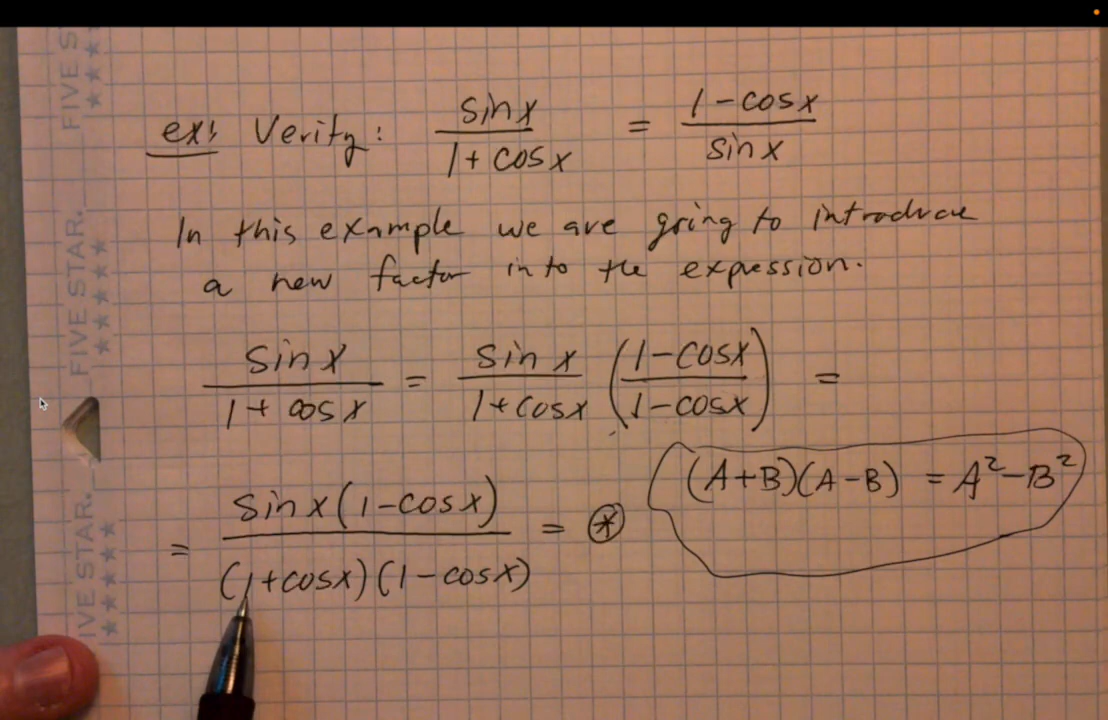 ex: Verify: sin x / 1 + cos x = 1 - cos x / sin x
In this example we are going to introduce
a new factor into the expression.
sin x / 1 + cos x = sin x / 1 + cos x (1 - cos x / 1 - cos x) =
(A+B)(A-B) = A² - B²
= sin x (1 - cos x) / (1 + cos x)(1 - cos x) = ⊛
FIVE S
FIVE STAR.
IVE STAR.